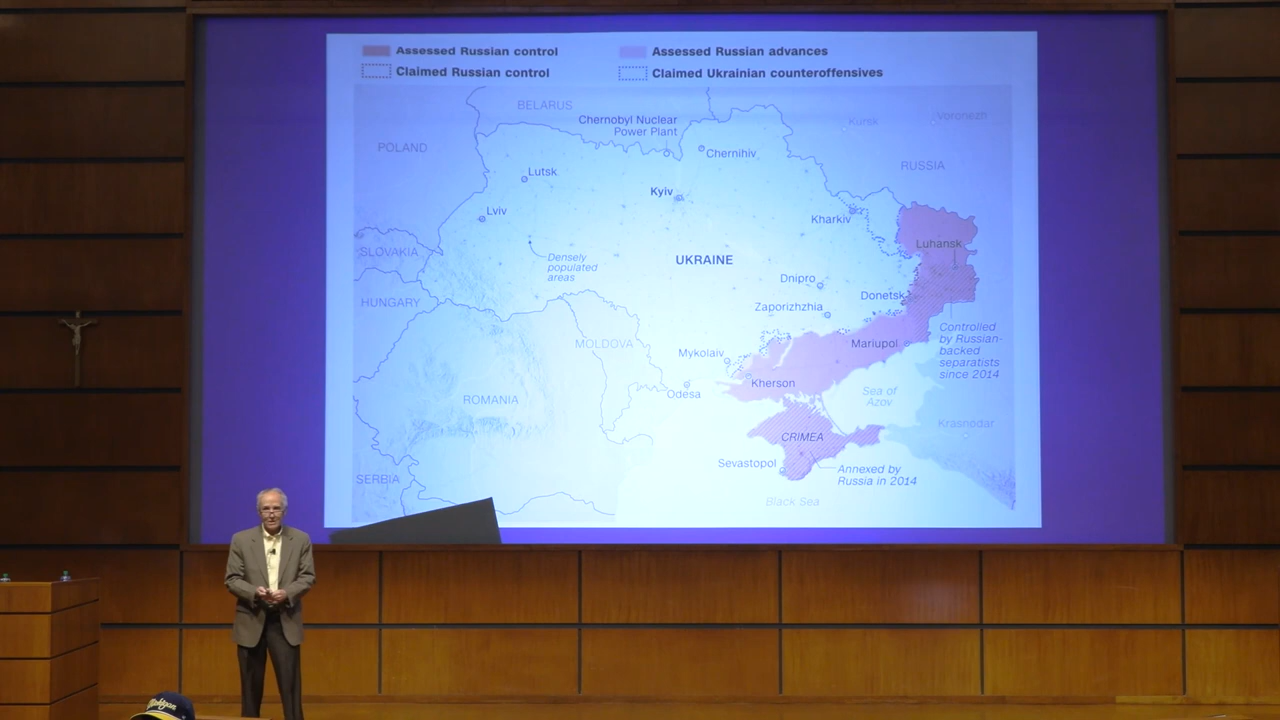 Assessed Russian control
Assessed Russian advances
Claimed Russian control
Claimed Ukrainian counteroffensives
BELARUS
Chernobyl Nuclear
Power Plant
Kursk
Voronezh
POLAND
Chernihiv
RUSSIA
Lutsk
Kyiv
Lviv
Kharkiv
SLOVAKIA
Luhansk
Densely
populated
areas
UKRAINE
Dnipro
HUNGARY
Donetsk
Zaporizhzhia
Controlled
by Russian-
backed
separatists
since 2014
MOLDOVA
Mariupol
Mykolaiv
Kherson
Odesa
Sea of
Azov
ROMANIA
Krasnodar
CRIMEA
Sevastopol
Annexed by
Russia in 2014
SERBIA
Black Sea
Michigan